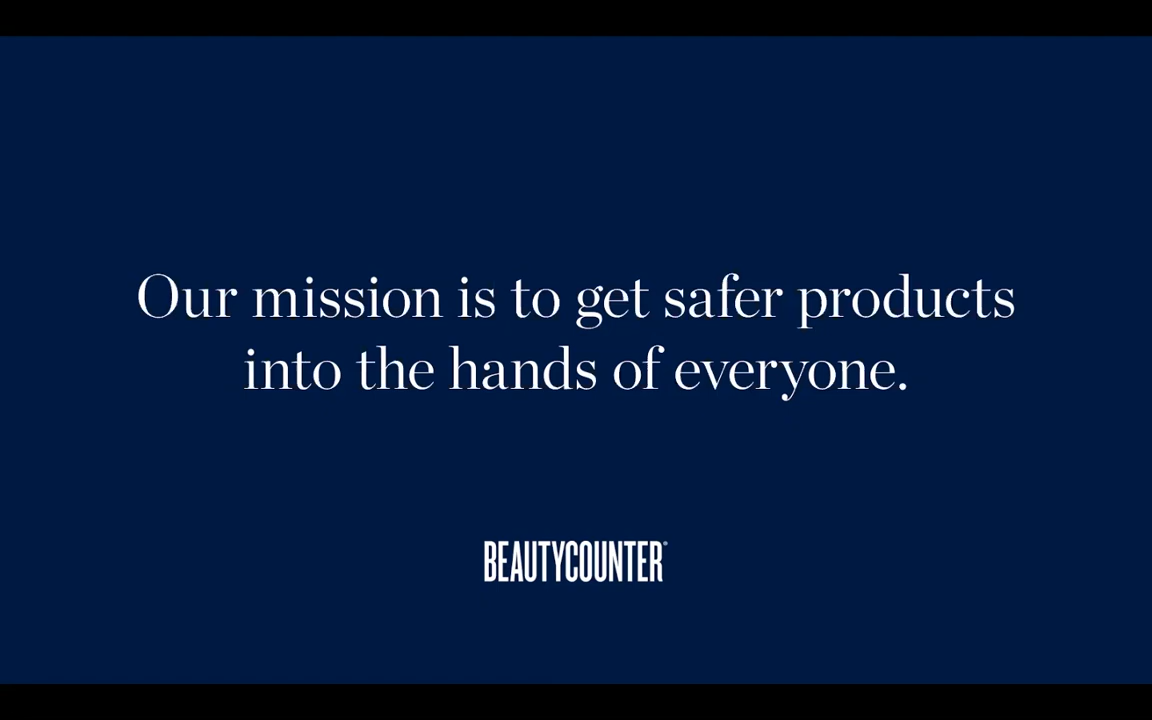 Our mission is to get safer products
into the hands of everyone.
BEAUTYCOUNTER®